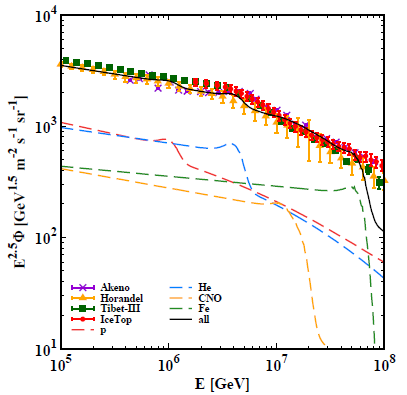 10^4
10^3
10^2
10^1
E^2.5Φ [GeV^1.5 m^-2 s^-1 sr^-1]
Akeno
Horandel
Tibet-III
IceTop
p
He
CNO
Fe
all
10^5 10^6 10^7 10^8
E [GeV]